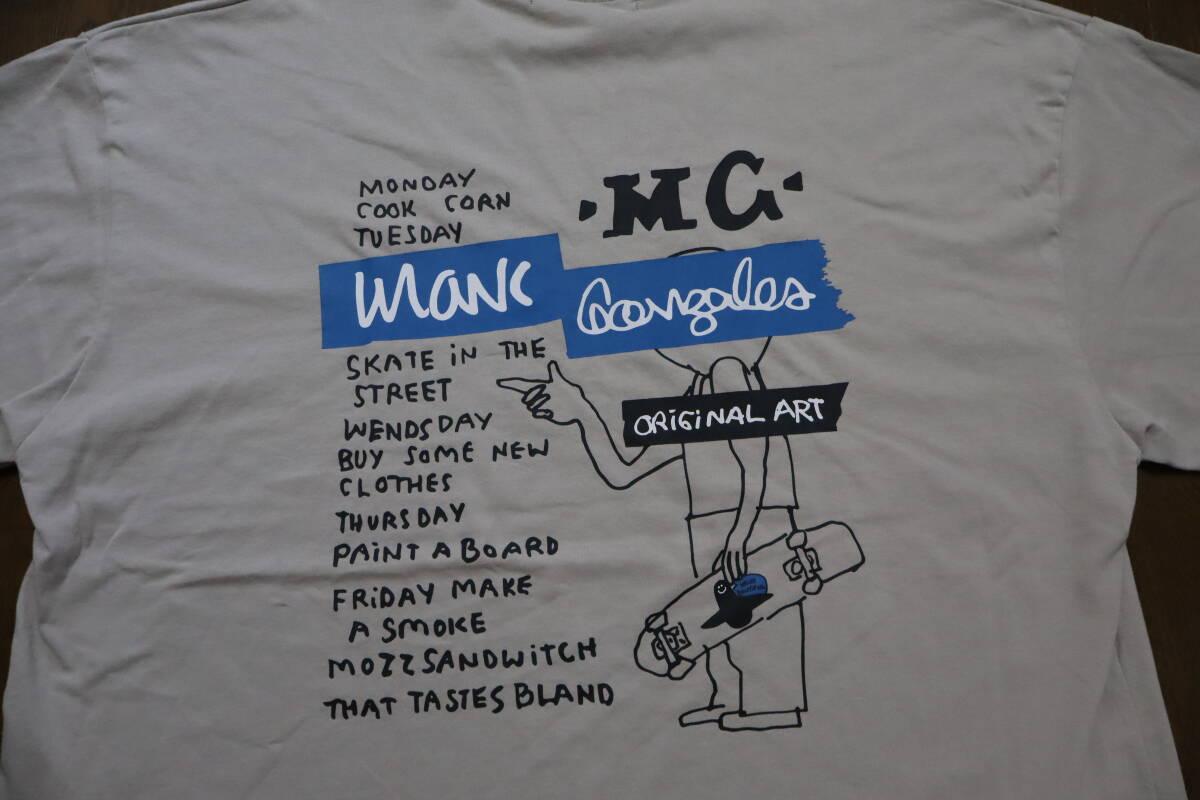 MONDAY
COOK CORN
TUESDAY
·MG·
Mark Gonzales
SKATE iN THE
STREET
WENDSDAY
BUY SOME NEW
CLOTHES
THURSDAY
PAiNT A BOARD
FRiDAY MAKE
A SMOKE
MOZZSANDWiTCH
THAT TASTES BLAND
ORiGiNAL ART